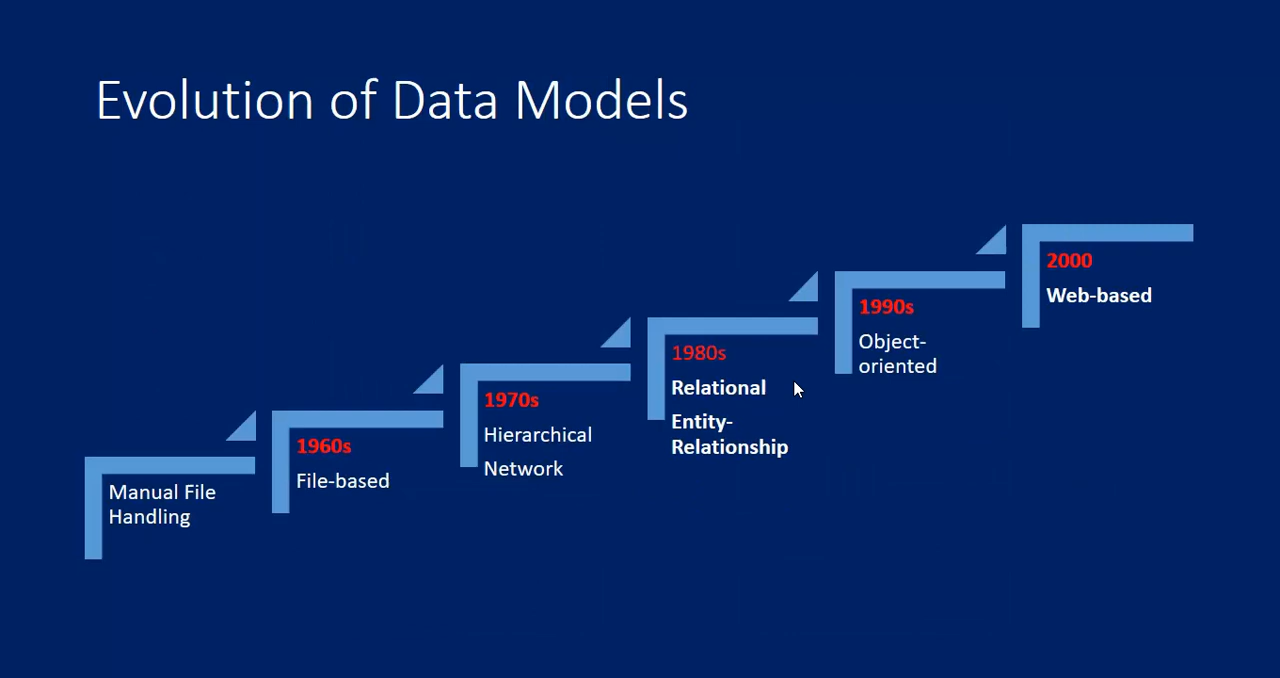 Evolution of Data Models
Manual File
Handling
1960s
File-based
1970s
Hierarchical
Network
1980s
Relational
Entity-
Relationship
1990s
Object-
oriented
2000
Web-based